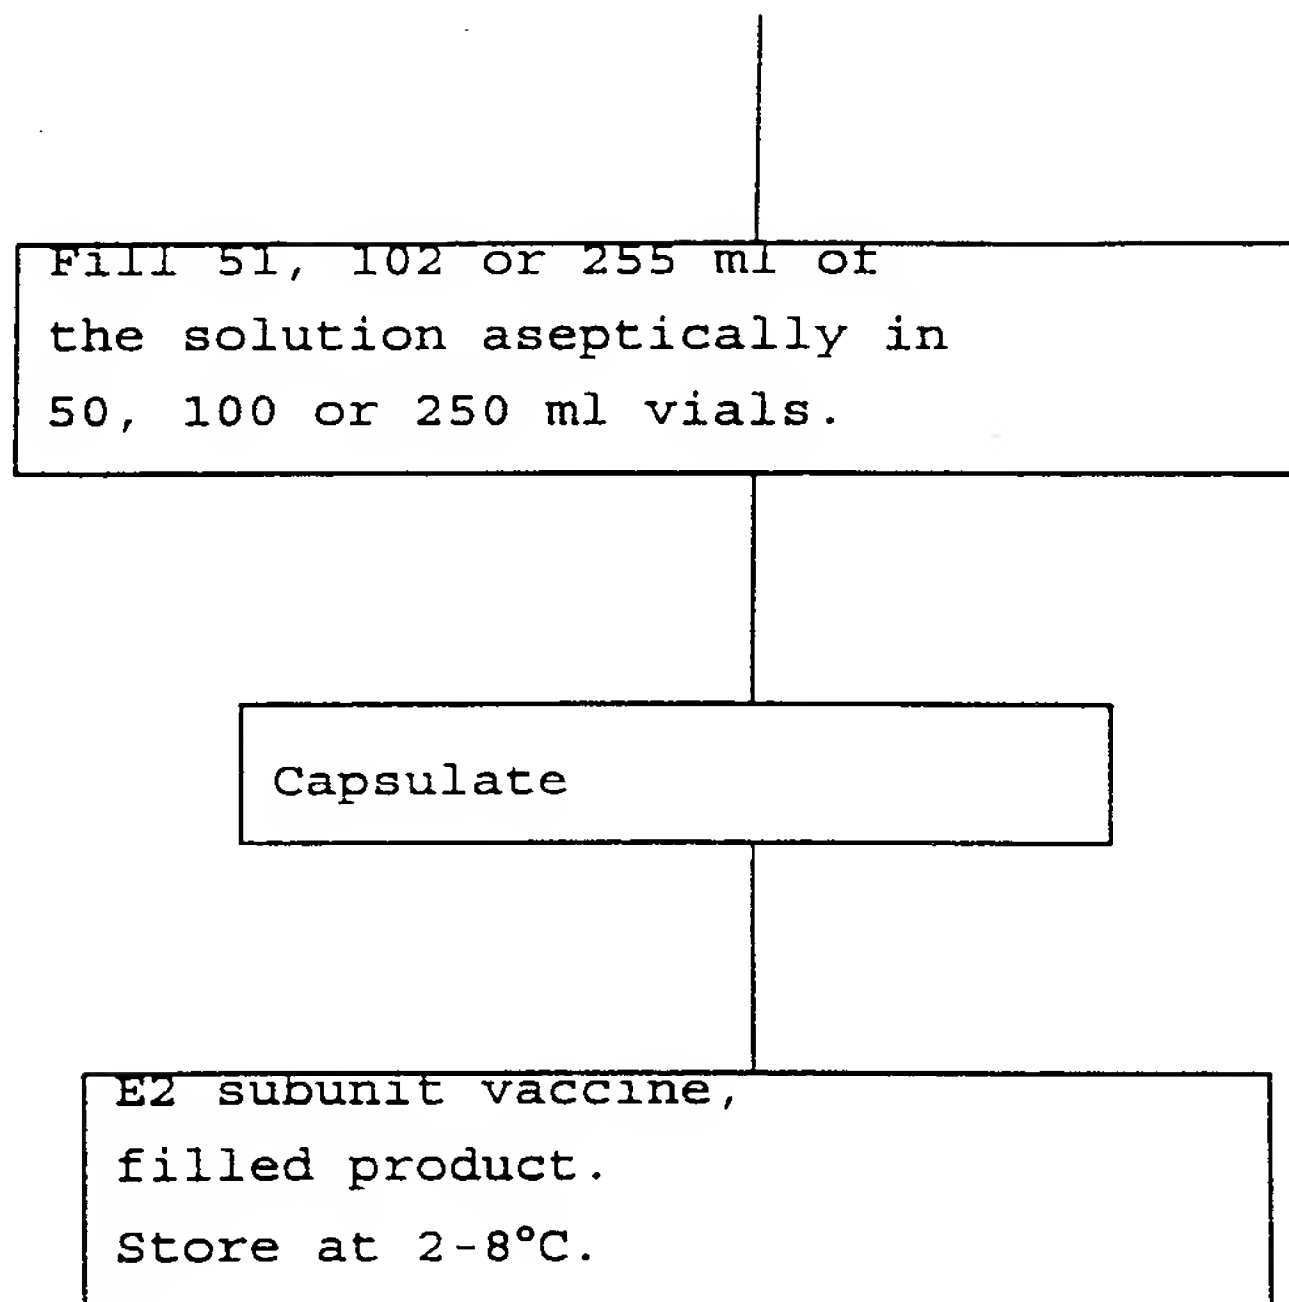 Fill 51, 102 or 255 ml of
the solution aseptically in
50, 100 or 250 ml vials.
Capsulate
E2 subunit vaccine,
filled product.
Store at 2-8°C.